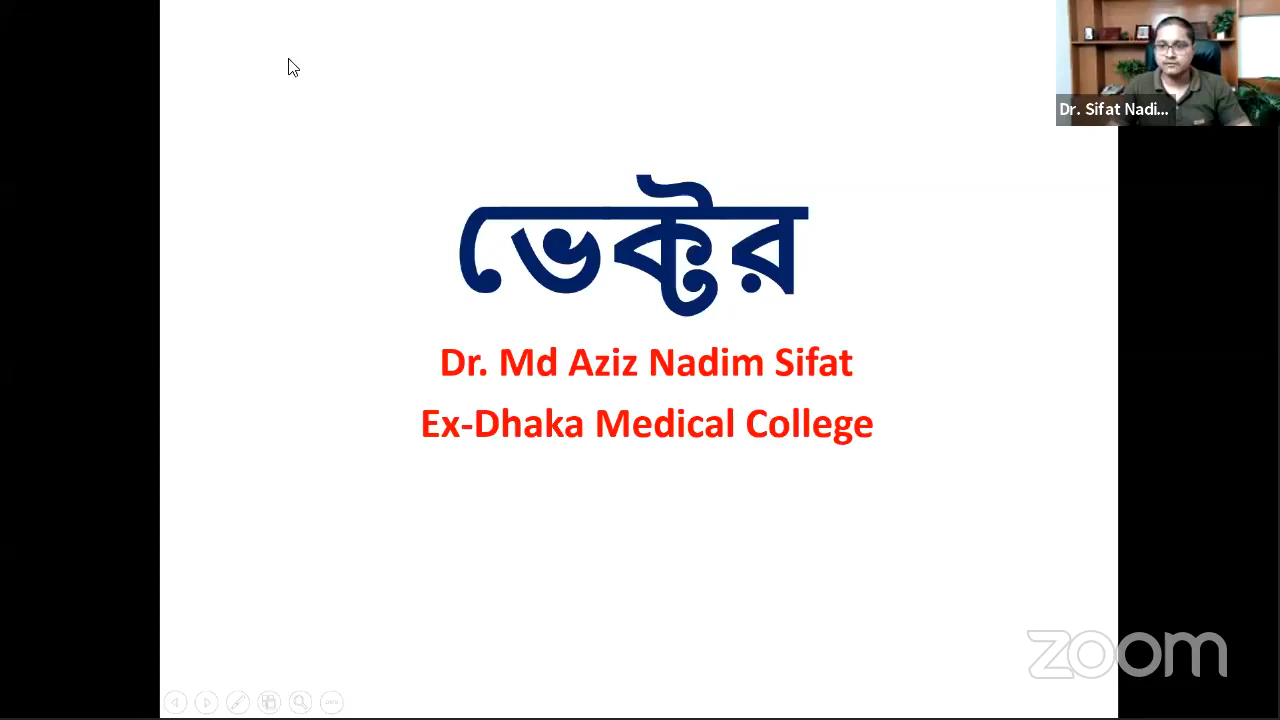 Dr. Sifat Nadi...
ভেক্টর
Dr. Md Aziz Nadim Sifat
Ex-Dhaka Medical College
zoom